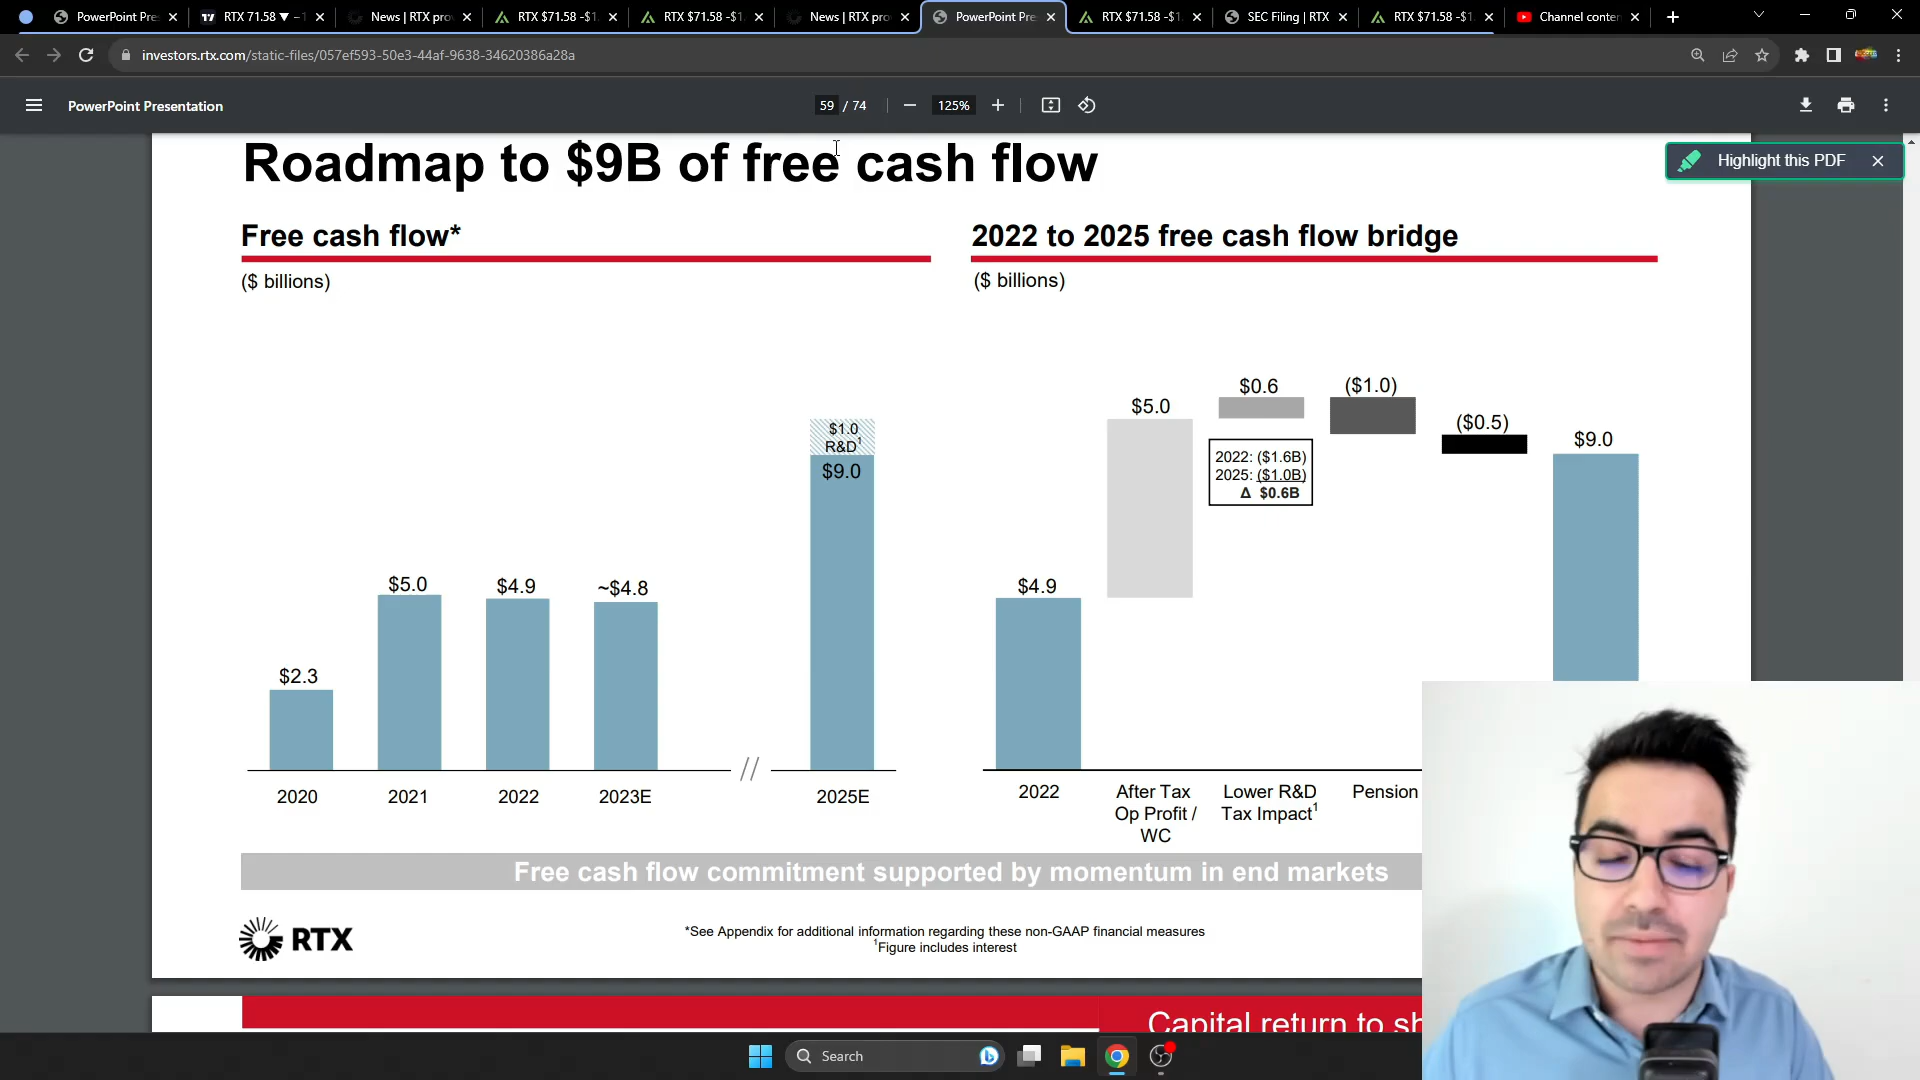 PowerPoint Pre
RTX 71.58 ▼ −1
News | RTX pro
RTX $71.58 -$1.
RTX $71.58 -$1
News | RTX pro
PowerPoint Pre
RTX $71.58 -$1.
SEC Filing | RTX
RTX $71.58 -$1
Channel conten
investors.rtx.com/static-files/057ef593-50e3-44af-9638-34620386a28a
PowerPoint Presentation
59 / 74
125%
Highlight this PDF
Roadmap to $9B of free cash flow
Free cash flow*
($ billions)
$2.3
$5.0
$4.9
~$4.8
$1.0
R&D1
$9.0
2020
2021
2022
2023E
//
2025E
2022 to 2025 free cash flow bridge
($ billions)
$4.9
$5.0
$0.6
($1.0)
($0.5)
$9.0
2022: ($1.6B)
2025: ($1.0B)
Δ $0.6B
2022
After Tax
Op Profit /
WC
Lower R&D
Tax Impact1
Pension
Free cash flow commitment supported by momentum in end markets
RTX
*See Appendix for additional information regarding these non-GAAP financial measures
1Figure includes interest
Capital return to sh
Search